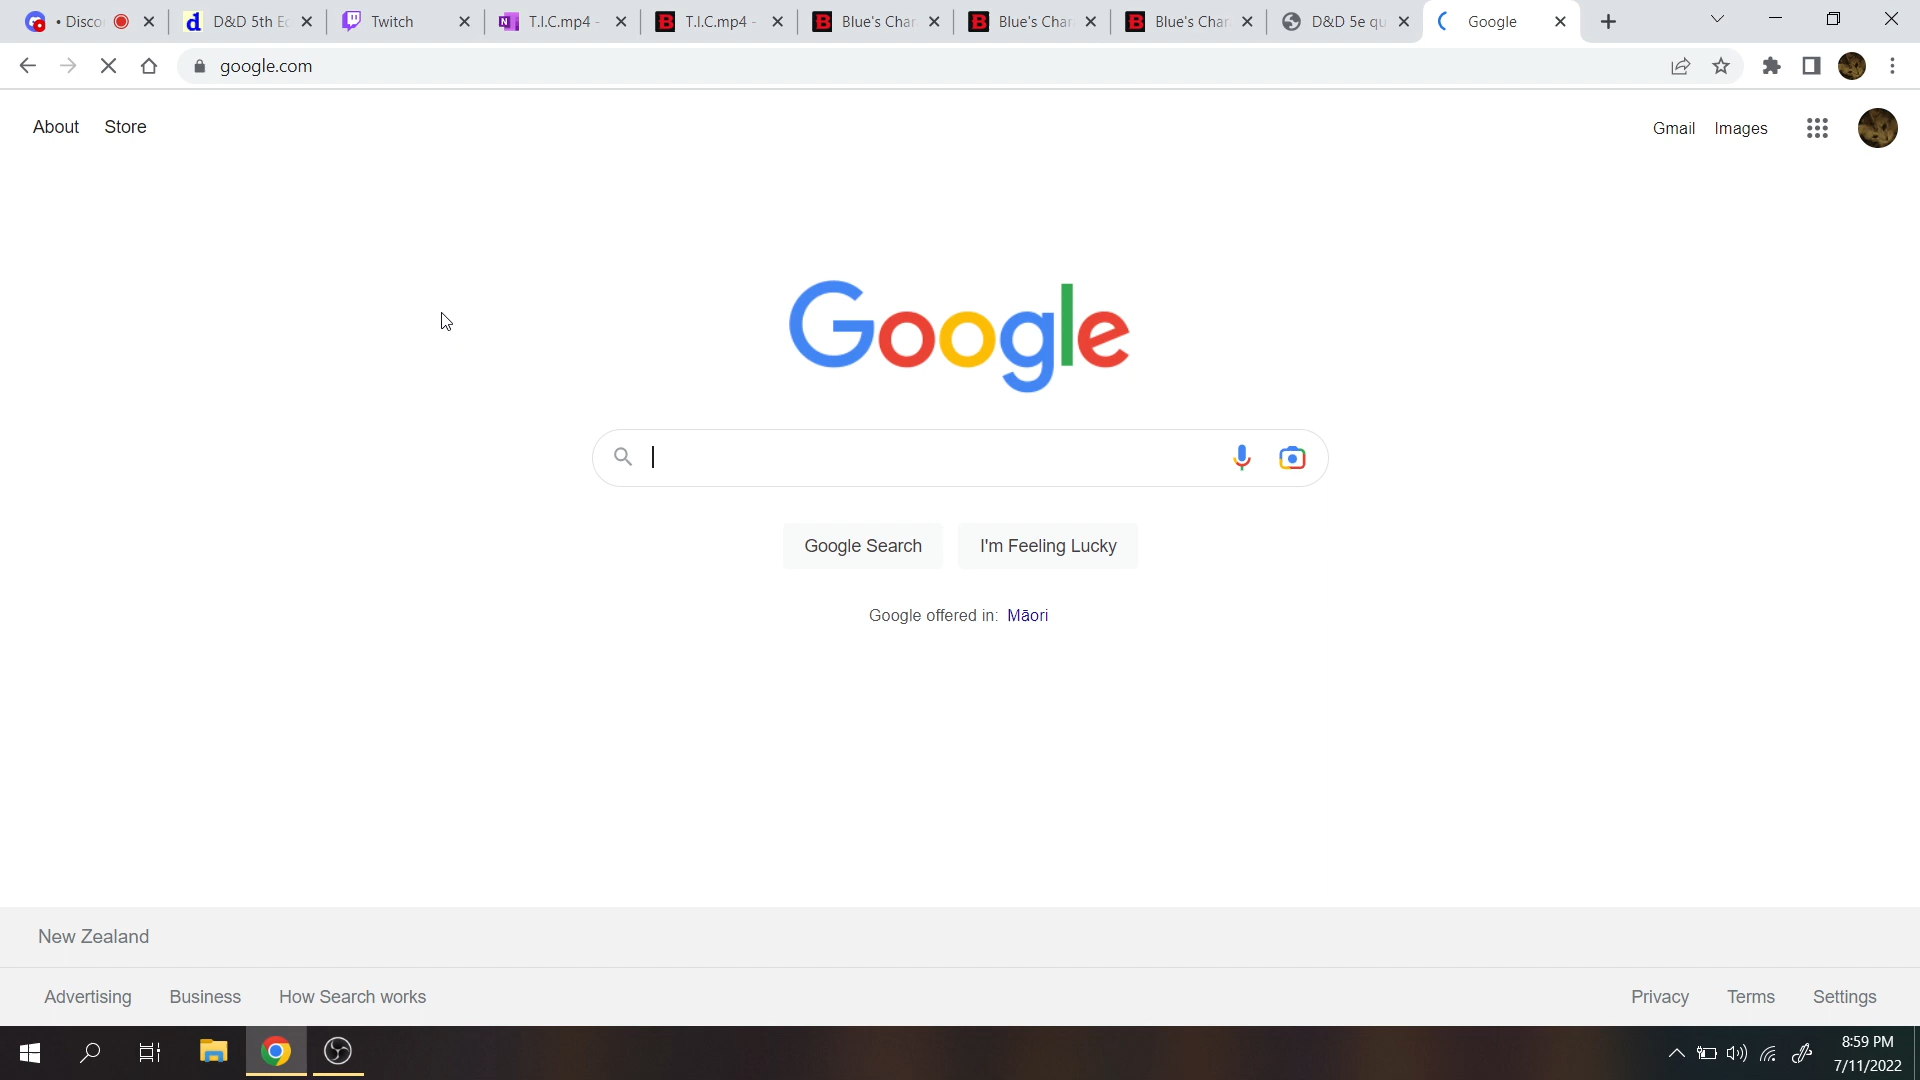 • Disco
D&D 5th Ed
Twitch
T.I.C.mp4 -
T.I.C.mp4 -
Blue's Char
Blue's Char
Blue's Char
D&D 5e qu
Google
google.com
About Store
Gmail Images
Google
Google Search I'm Feeling Lucky
Google offered in: Māori
New Zealand
Advertising Business How Search works
Privacy Terms Settings
8:59 PM
7/11/2022